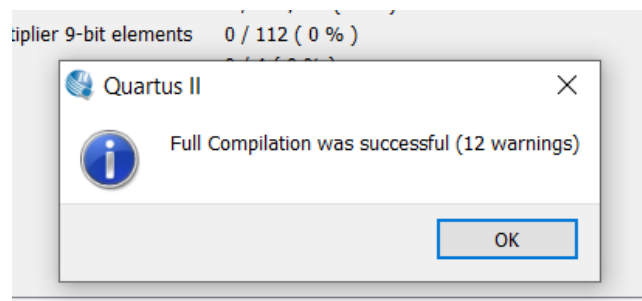 tiplier 9-bit elements 0 / 112 ( 0 % )
Quartus II
Full Compilation was successful (12 warnings)
OK